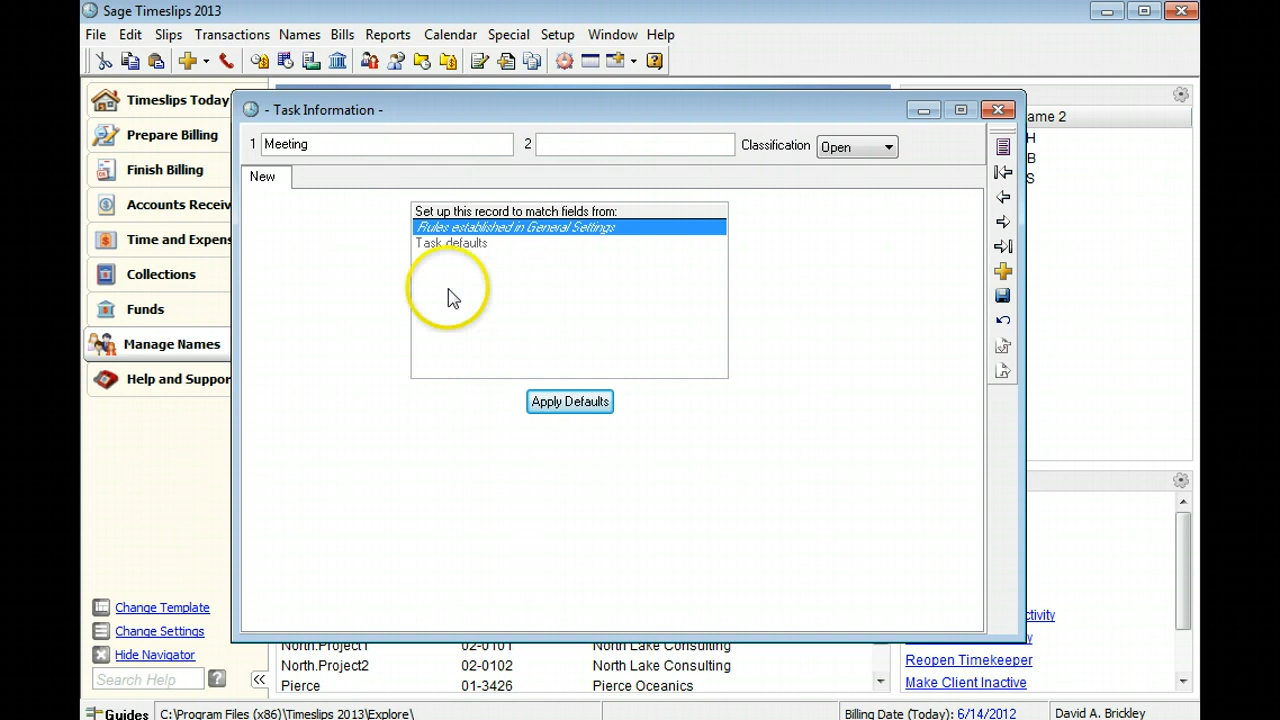 Sage Timeslips 2013
File Edit Slips Transactions Names Bills Reports Calendar Special Setup Window Help
Timeslips Today
Prepare Billing
Finish Billing
Accounts Receiv
Time and Expens
Collections
Funds
Manage Names
Help and Suppor
Change Template
Change Settings
Hide Navigator
Search Help
- Task Information -
1 Meeting 2 Classification Open
New
Set up this record to match fields from:
Rules established in General Settings
Task defaults
Apply Defaults
ame 2
H
B
S
North.Project1 02-0101 North Lake Consulting
North.Project2 02-0102 North Lake Consulting
Pierce 01-3426 Pierce Oceanics
ctivity
y
Reopen Timekeeper
Make Client Inactive
Guides C:\Program Files (x86)\Timeslips 2013\Explore\ Billing Date (Today): 6/14/2012 David A. Brickley